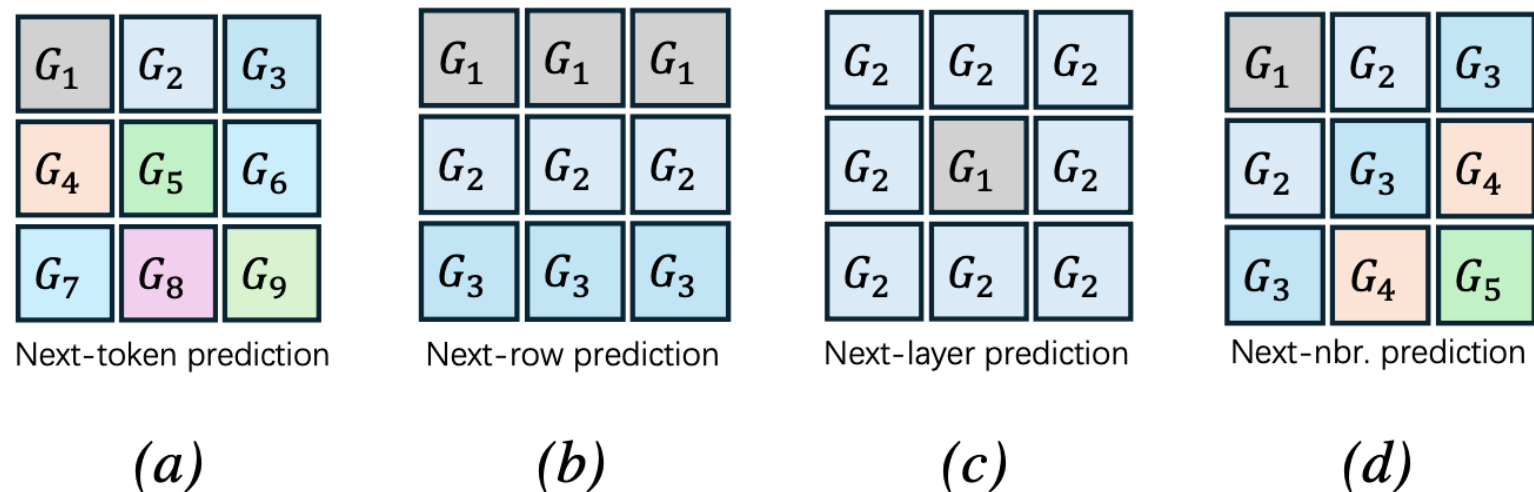 G₁ G₂ G₃ G₁ G₁ G₁ G₂ G₂ G₂ G₁ G₂ G₃
G₄ G₅ G₆ G₂ G₂ G₂ G₂ G₁ G₂ G₂ G₃ G₄
G₇ G₈ G₉ G₃ G₃ G₃ G₂ G₂ G₂ G₃ G₄ G₅
Next-token prediction Next-row prediction Next-layer prediction Next-nbr. prediction
(a) (b) (c) (d)